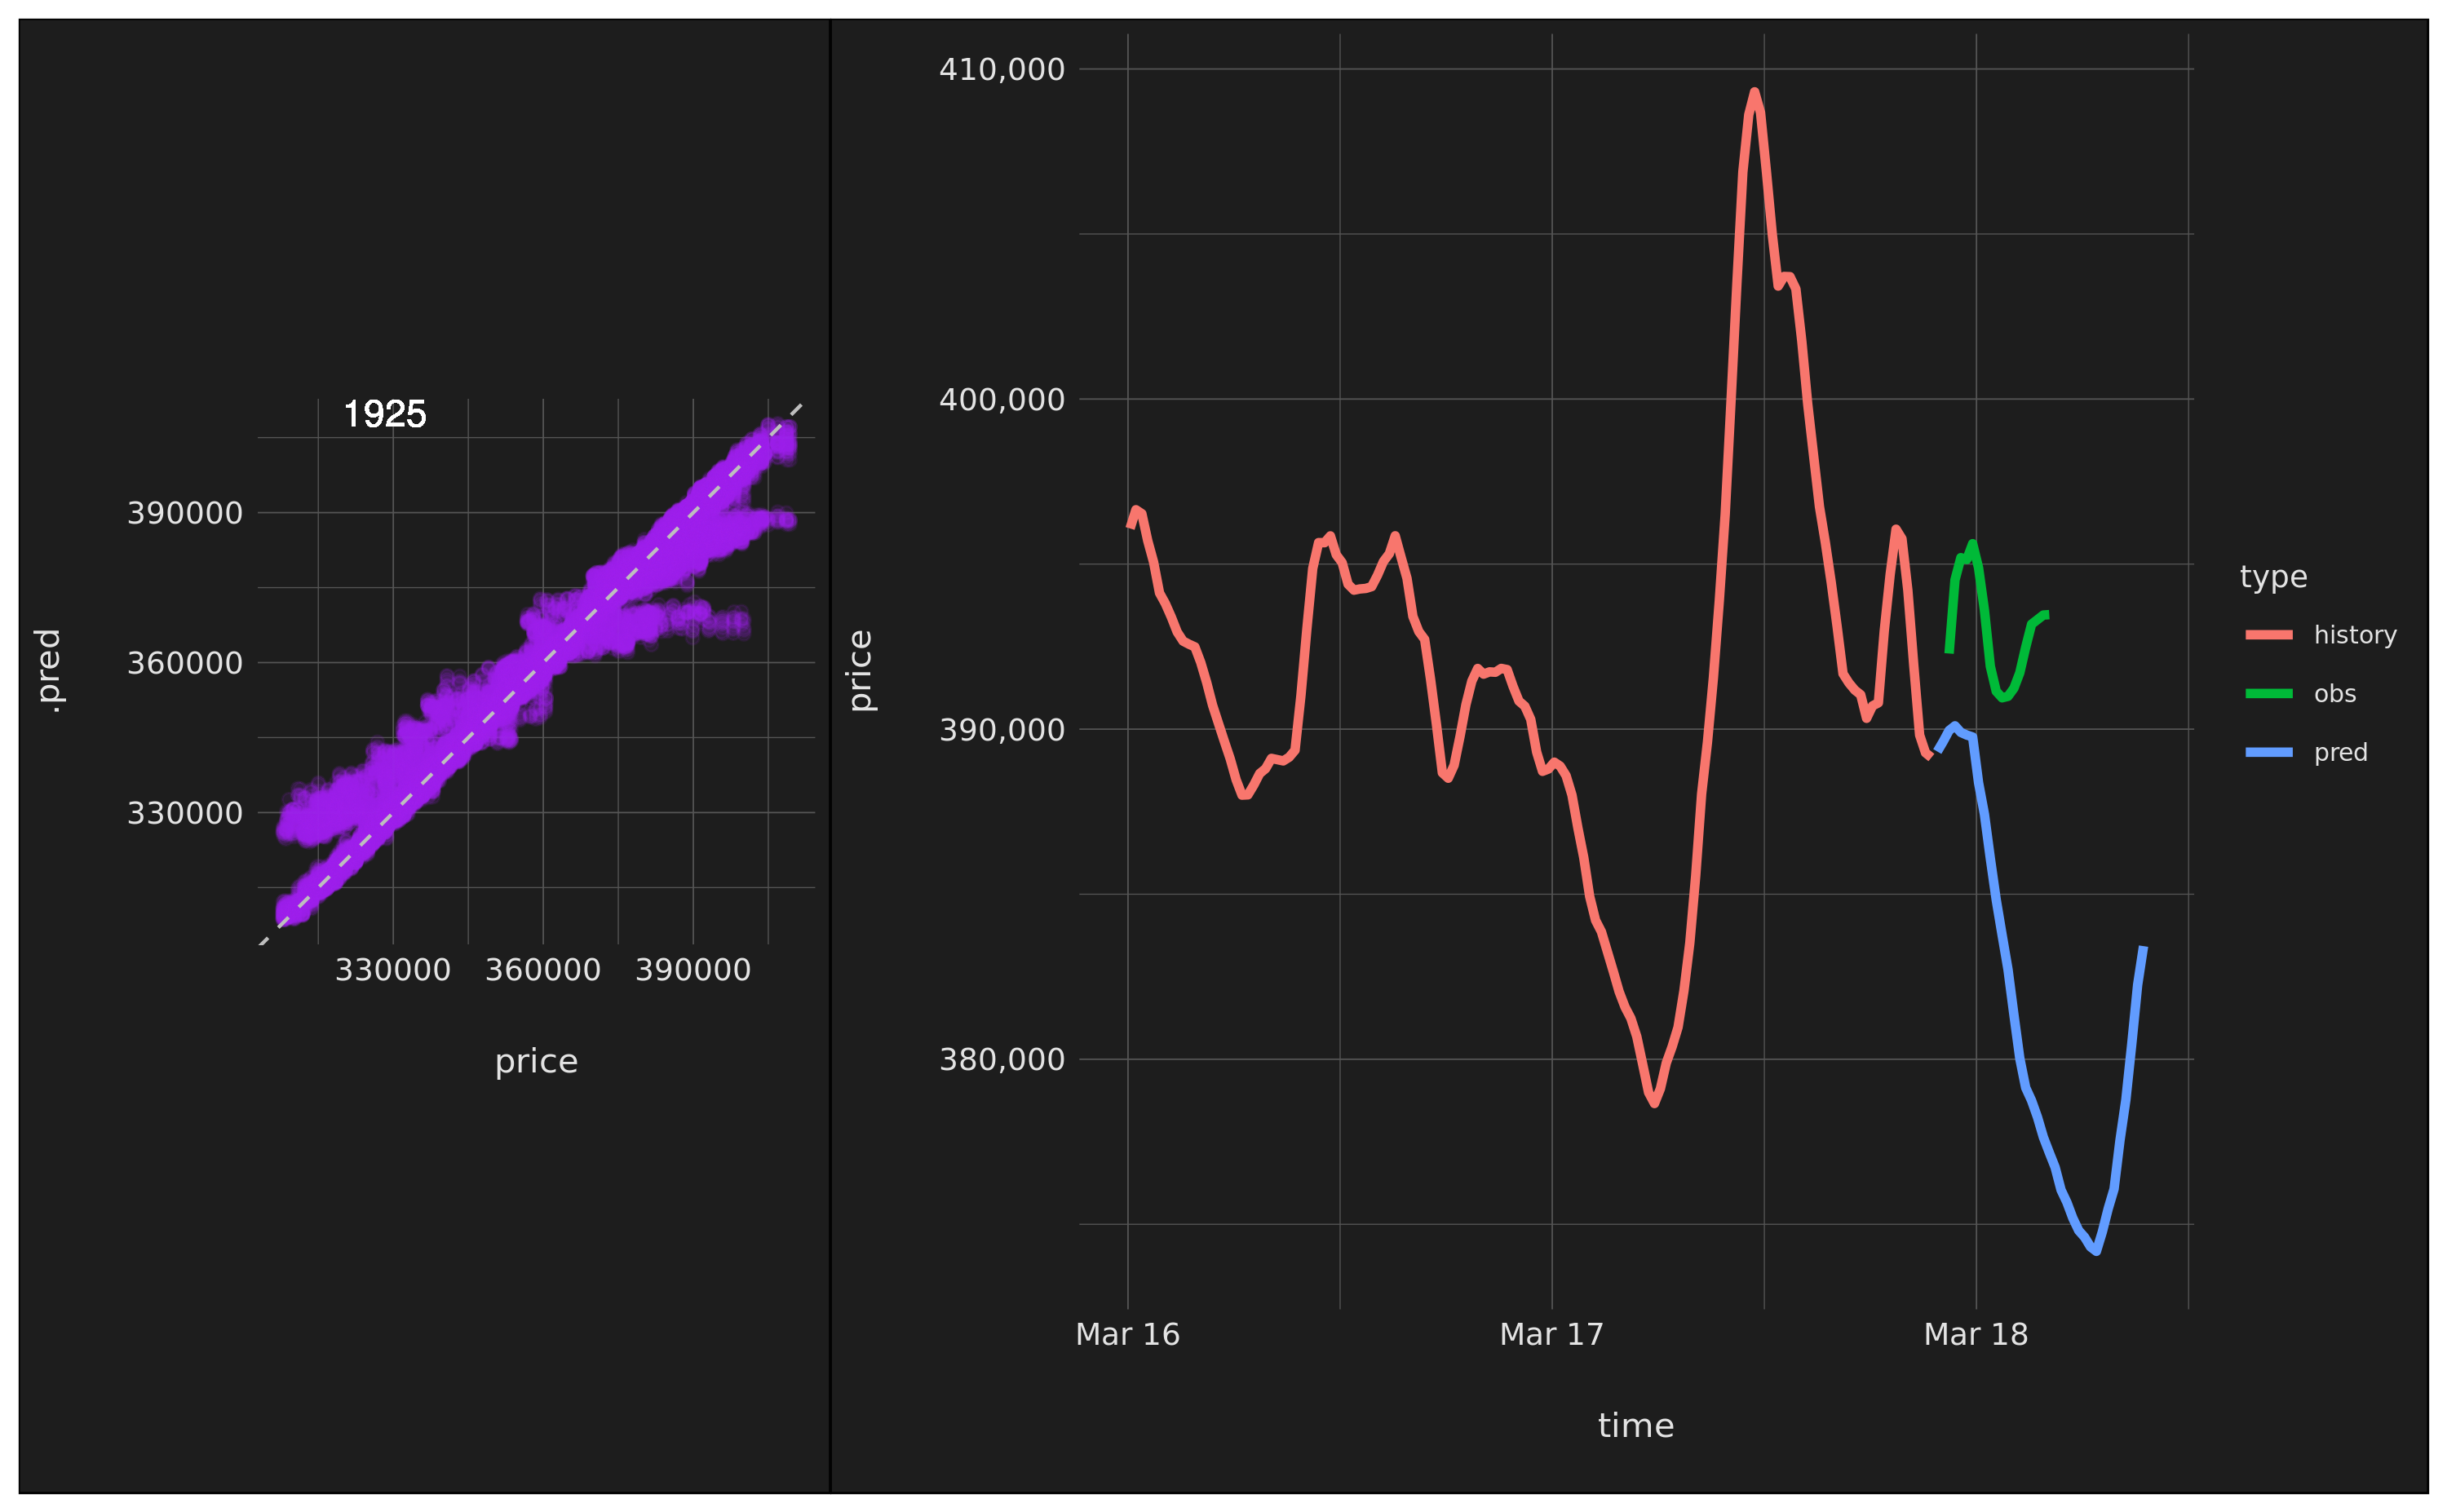 1925
390000
360000
330000
.pred
330000 360000 390000
price
410,000
400,000
390,000
380,000
price
Mar 16 Mar 17 Mar 18
time
type
history
obs
pred